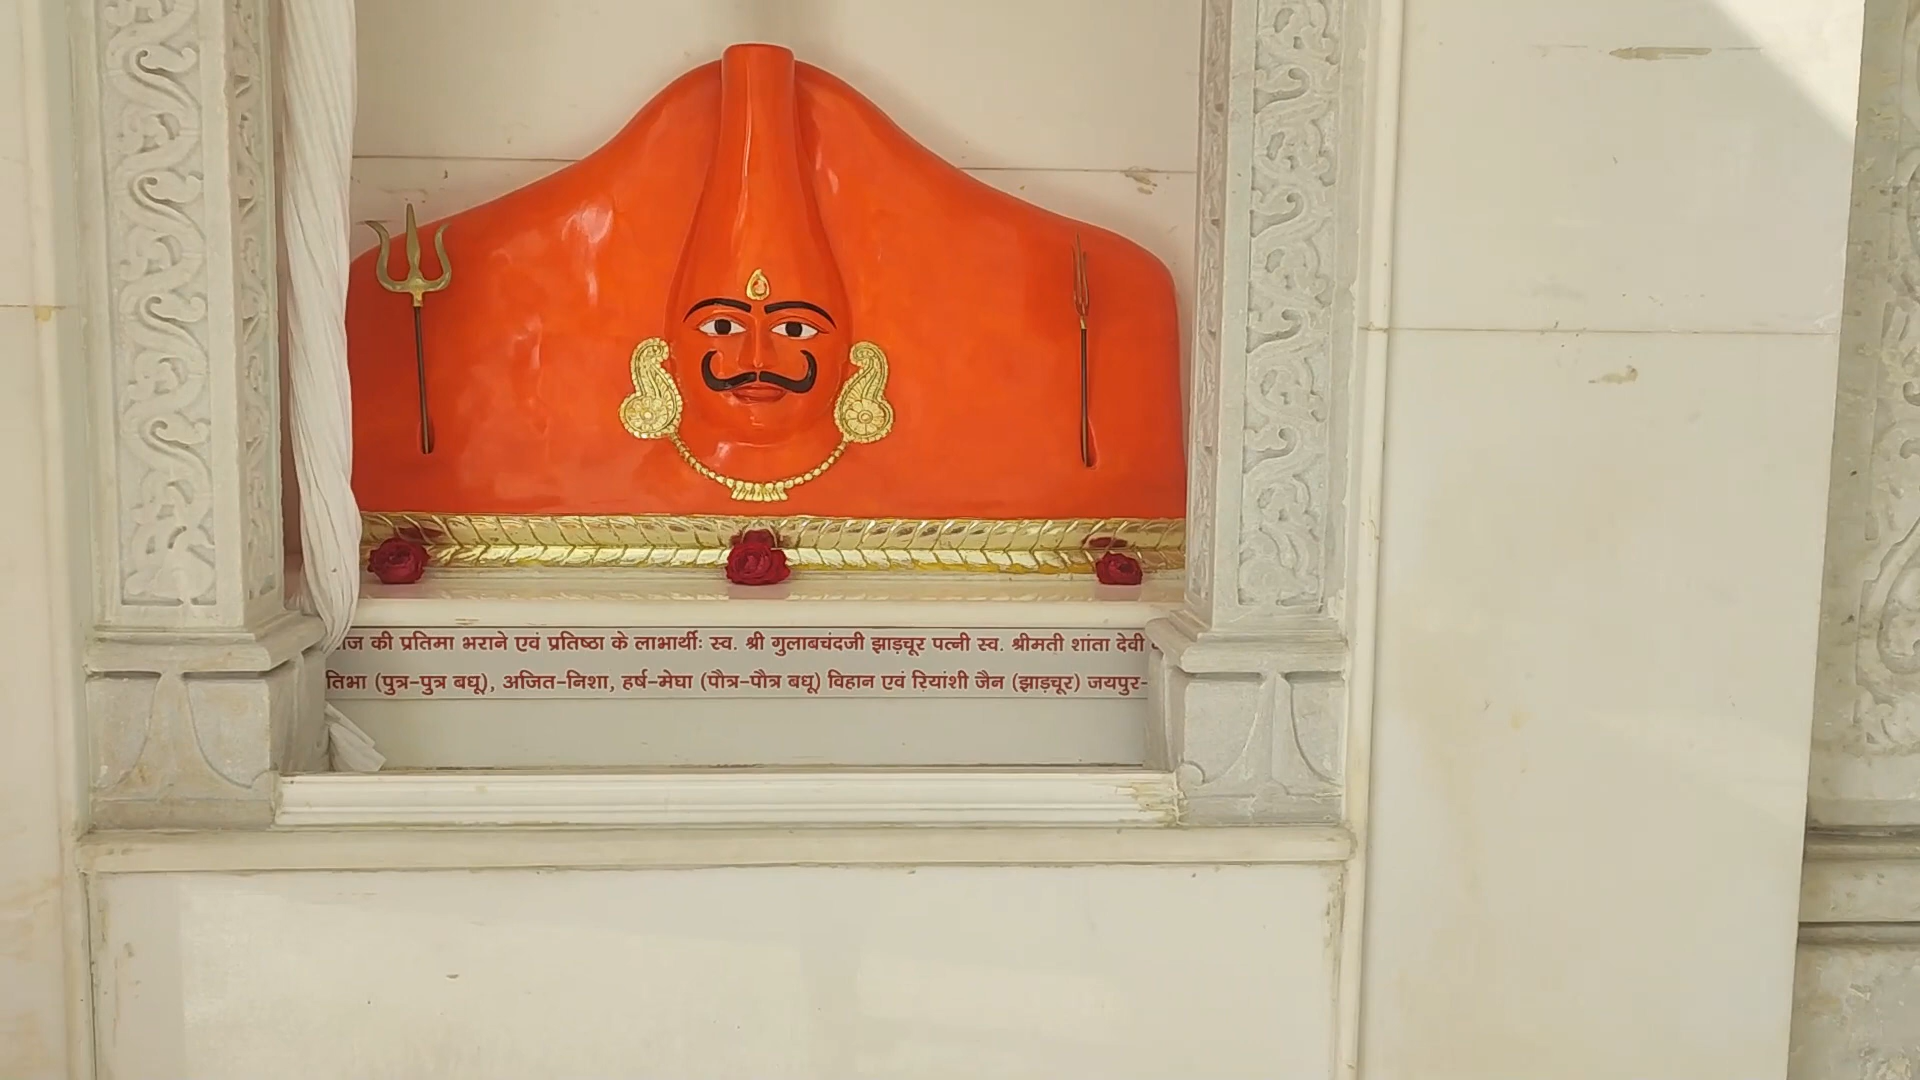 की प्रतिमा भराने एवं प्रतिष्ठा के लाभार्थी: स्व. श्री गुलाबचंदजी झाड़चूर पत्नी स्व. श्रीमती शांता देवी
(पुत्र-पुत्र बधू), अजित-निशा, हर्ष-मेघा (पौत्र-पौत्र बधू) विहान एवं रियांशी जैन (झाड़चूर) जयपुर-